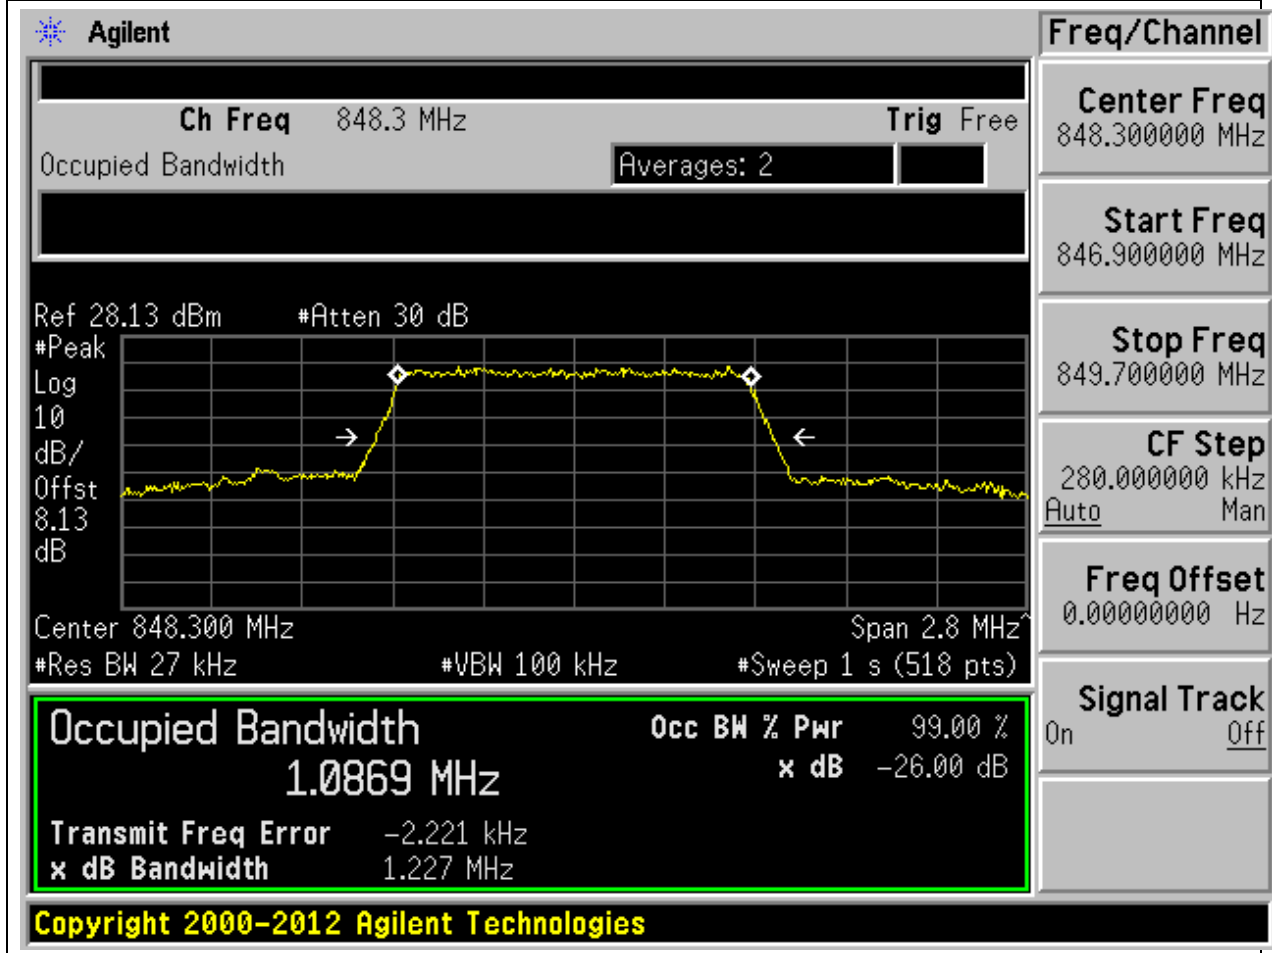 Agilent
Freq/Channel
Ch Freq 848.3 MHz Trig Free
Occupied Bandwidth Averages: 2
Center Freq
848.300000 MHz
Start Freq
846.900000 MHz
Stop Freq
849.700000 MHz
CF Step
280.000000 kHz
Auto Man
Freq Offset
0.00000000 Hz
Signal Track
On Off
Ref 28.13 dBm #Atten 30 dB
#Peak
Log
10
dB/
Offst
8.13
dB
Center 848.300 MHz Span 2.8 MHz^
#Res BW 27 kHz #VBW 100 kHz #Sweep 1 s (518 pts)
Occupied Bandwidth Occ BW % Pwr 99.00 %
1.0869 MHz x dB -26.00 dB
Transmit Freq Error -2.221 kHz
x dB Bandwidth 1.227 MHz
Copyright 2000-2012 Agilent Technologies